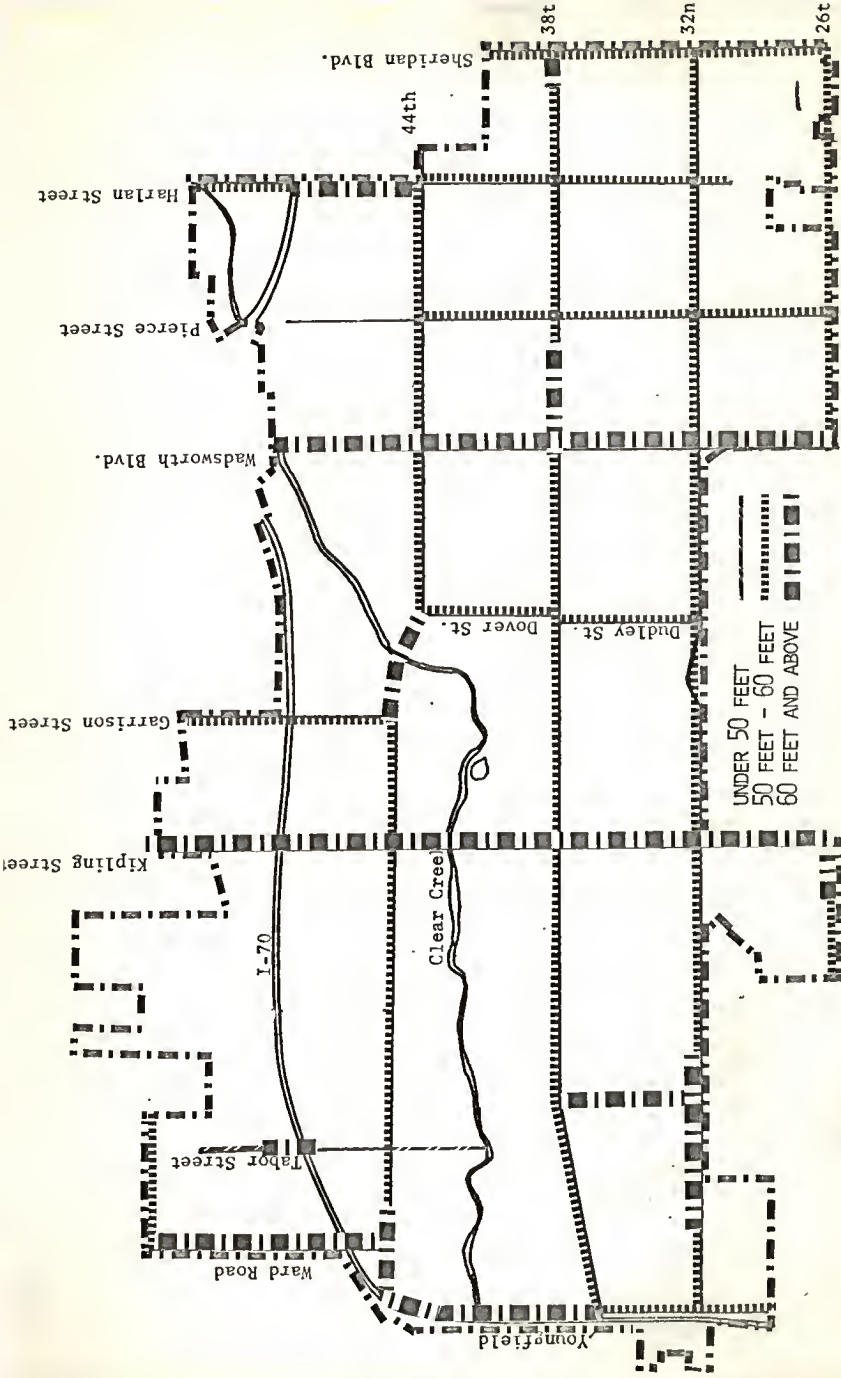 Sheridan Blvd.
Harlan Street
Pierce Street
Wadsworth Blvd.
Garrison Street
Kipling Street
Tabor Street
Ward Road
Youngfield
44th
38t
32n
26t
I-70
Clear Creel
Dover St.
Dudley St.
UNDER 50 FEET
50 FEET - 60 FEET
60 FEET AND ABOVE